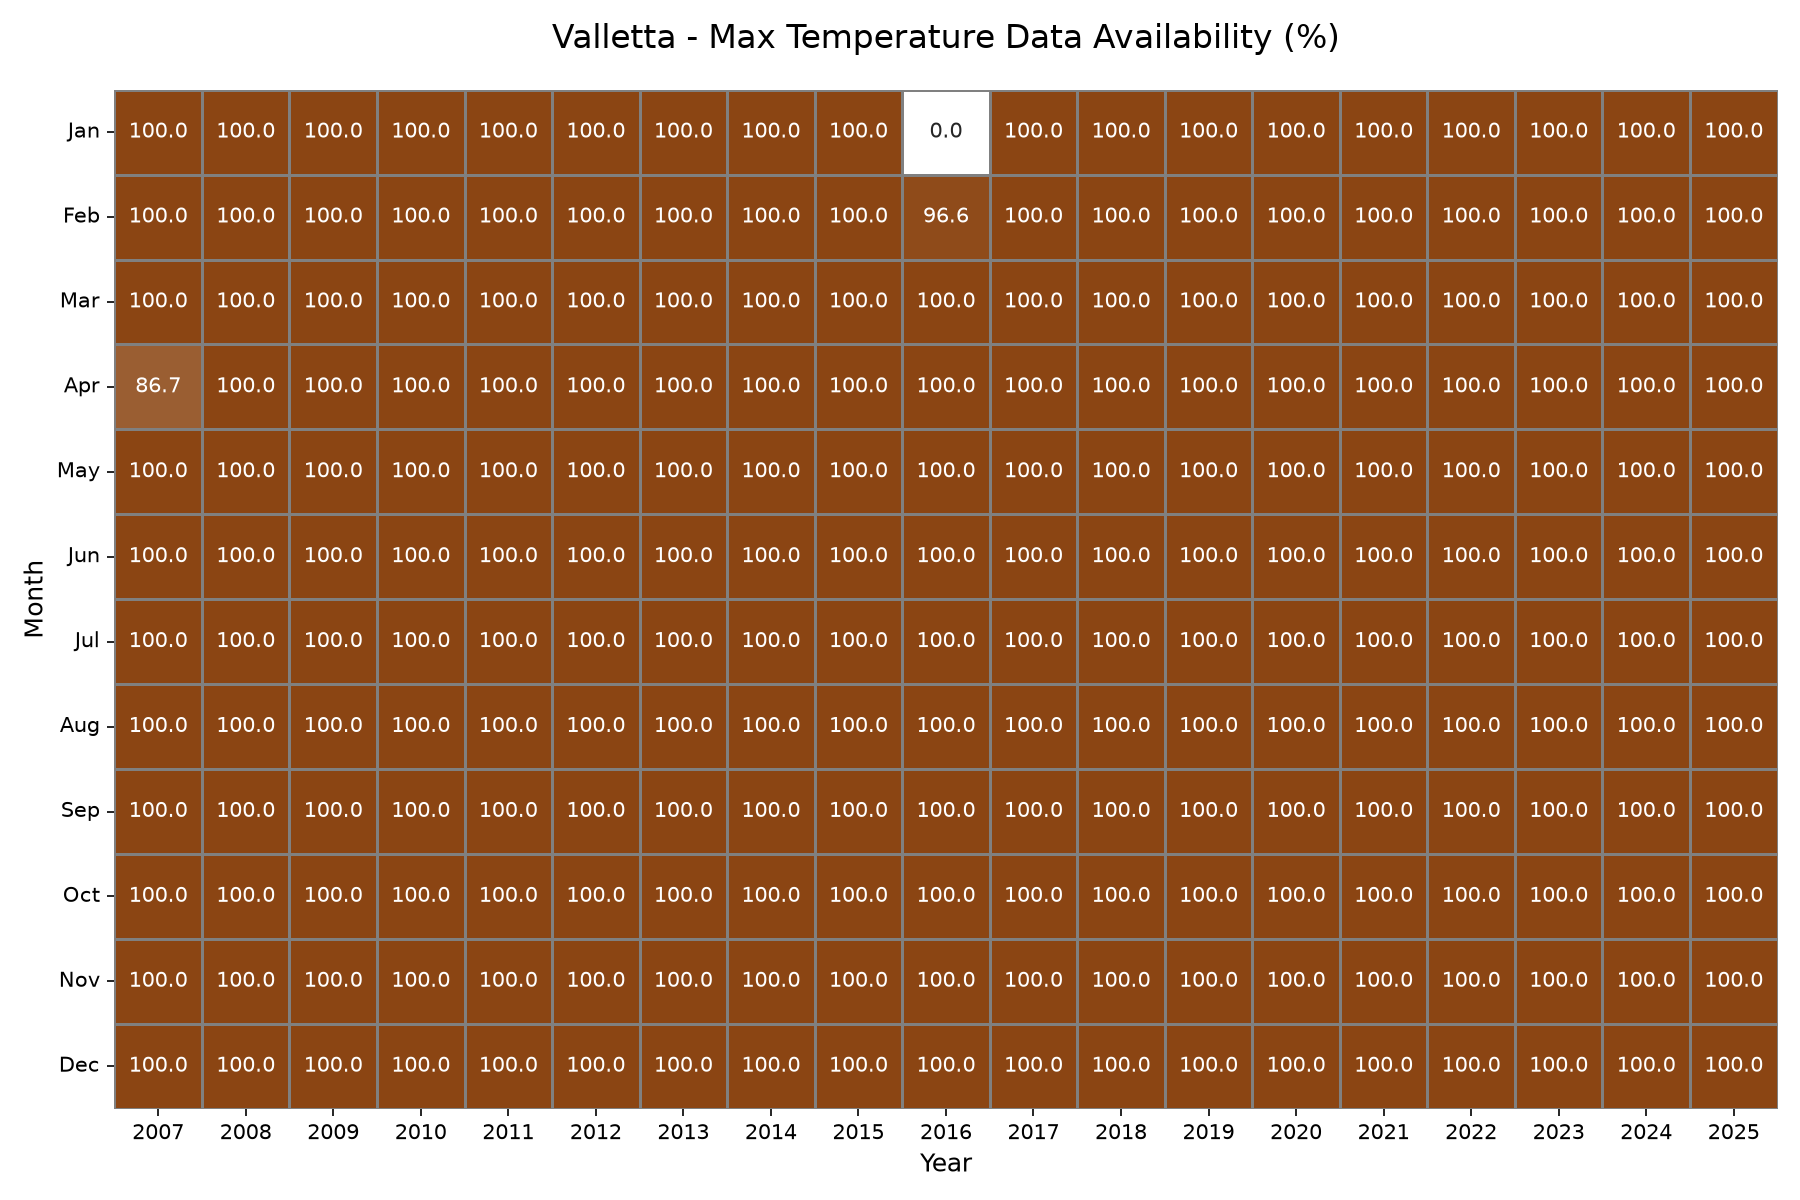 Valletta - Max Temperature Data Availability (%)
Jan 100.0 100.0 100.0 100.0 100.0 100.0 100.0 100.0 100.0 0.0 100.0 100.0 100.0 100.0 100.0 100.0 100.0 100.0 100.0
Feb 100.0 100.0 100.0 100.0 100.0 100.0 100.0 100.0 100.0 96.6 100.0 100.0 100.0 100.0 100.0 100.0 100.0 100.0 100.0
Mar 100.0 100.0 100.0 100.0 100.0 100.0 100.0 100.0 100.0 100.0 100.0 100.0 100.0 100.0 100.0 100.0 100.0 100.0 100.0
Apr 86.7 100.0 100.0 100.0 100.0 100.0 100.0 100.0 100.0 100.0 100.0 100.0 100.0 100.0 100.0 100.0 100.0 100.0 100.0
May 100.0 100.0 100.0 100.0 100.0 100.0 100.0 100.0 100.0 100.0 100.0 100.0 100.0 100.0 100.0 100.0 100.0 100.0 100.0
Jun 100.0 100.0 100.0 100.0 100.0 100.0 100.0 100.0 100.0 100.0 100.0 100.0 100.0 100.0 100.0 100.0 100.0 100.0 100.0
Jul 100.0 100.0 100.0 100.0 100.0 100.0 100.0 100.0 100.0 100.0 100.0 100.0 100.0 100.0 100.0 100.0 100.0 100.0 100.0
Aug 100.0 100.0 100.0 100.0 100.0 100.0 100.0 100.0 100.0 100.0 100.0 100.0 100.0 100.0 100.0 100.0 100.0 100.0 100.0
Sep 100.0 100.0 100.0 100.0 100.0 100.0 100.0 100.0 100.0 100.0 100.0 100.0 100.0 100.0 100.0 100.0 100.0 100.0 100.0
Oct 100.0 100.0 100.0 100.0 100.0 100.0 100.0 100.0 100.0 100.0 100.0 100.0 100.0 100.0 100.0 100.0 100.0 100.0 100.0
Nov 100.0 100.0 100.0 100.0 100.0 100.0 100.0 100.0 100.0 100.0 100.0 100.0 100.0 100.0 100.0 100.0 100.0 100.0 100.0
Dec 100.0 100.0 100.0 100.0 100.0 100.0 100.0 100.0 100.0 100.0 100.0 100.0 100.0 100.0 100.0 100.0 100.0 100.0 100.0
2007 2008 2009 2010 2011 2012 2013 2014 2015 2016 2017 2018 2019 2020 2021 2022 2023 2024 2025
Year
Month